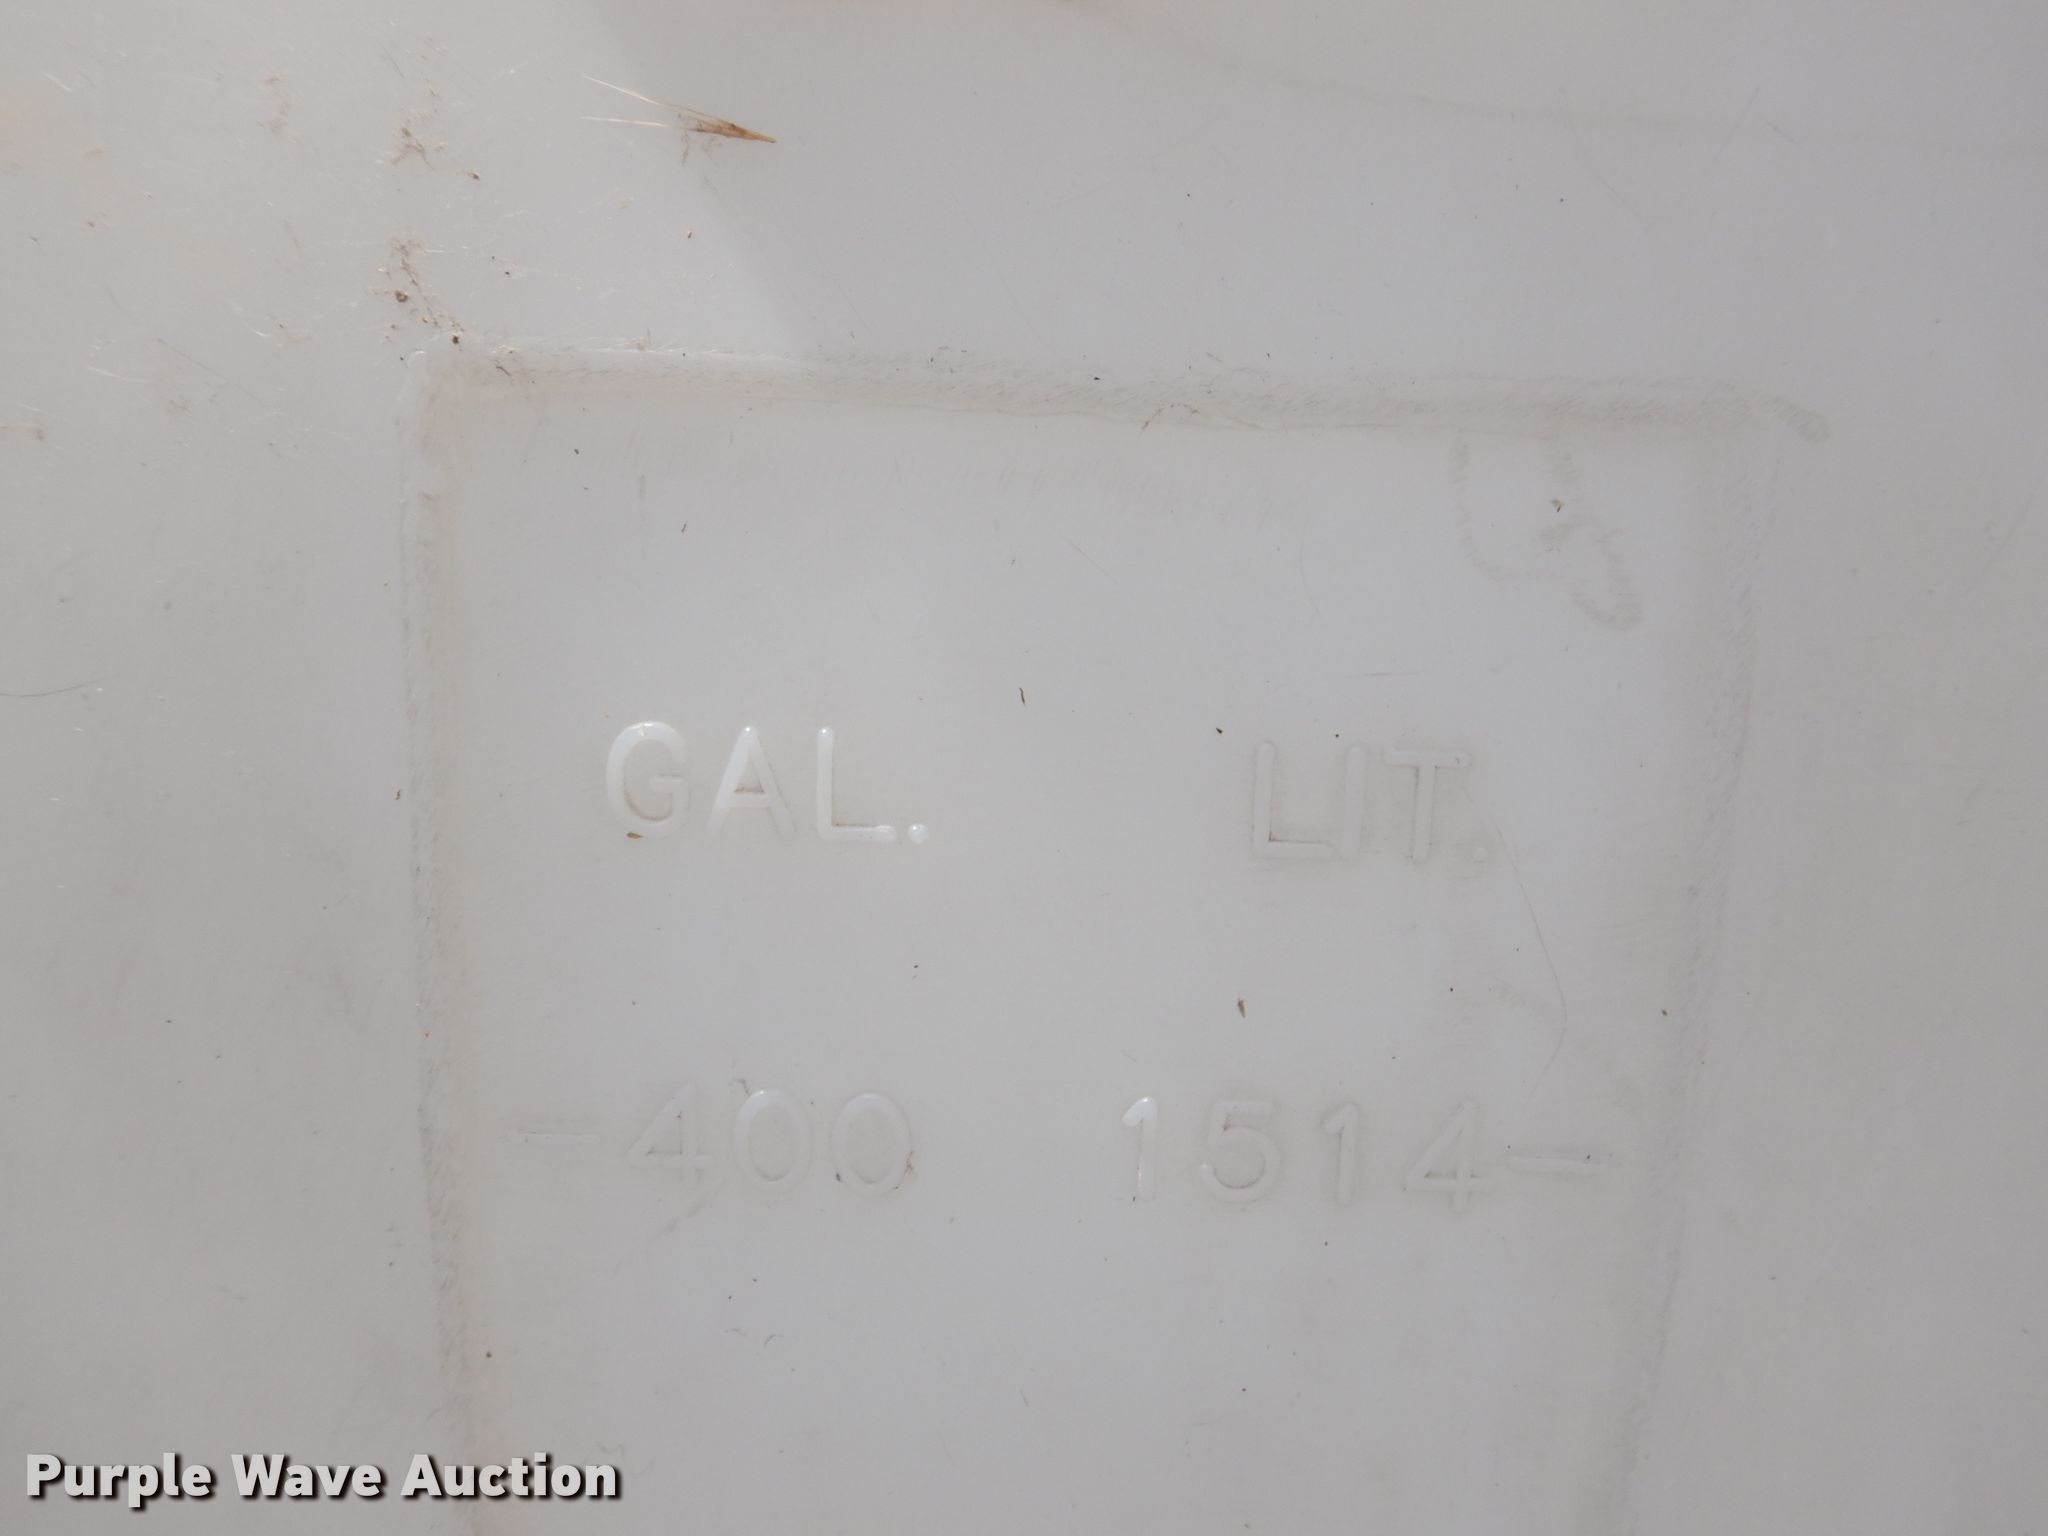 GAL. LIT.
-400 1514-
Purple Wave Auction